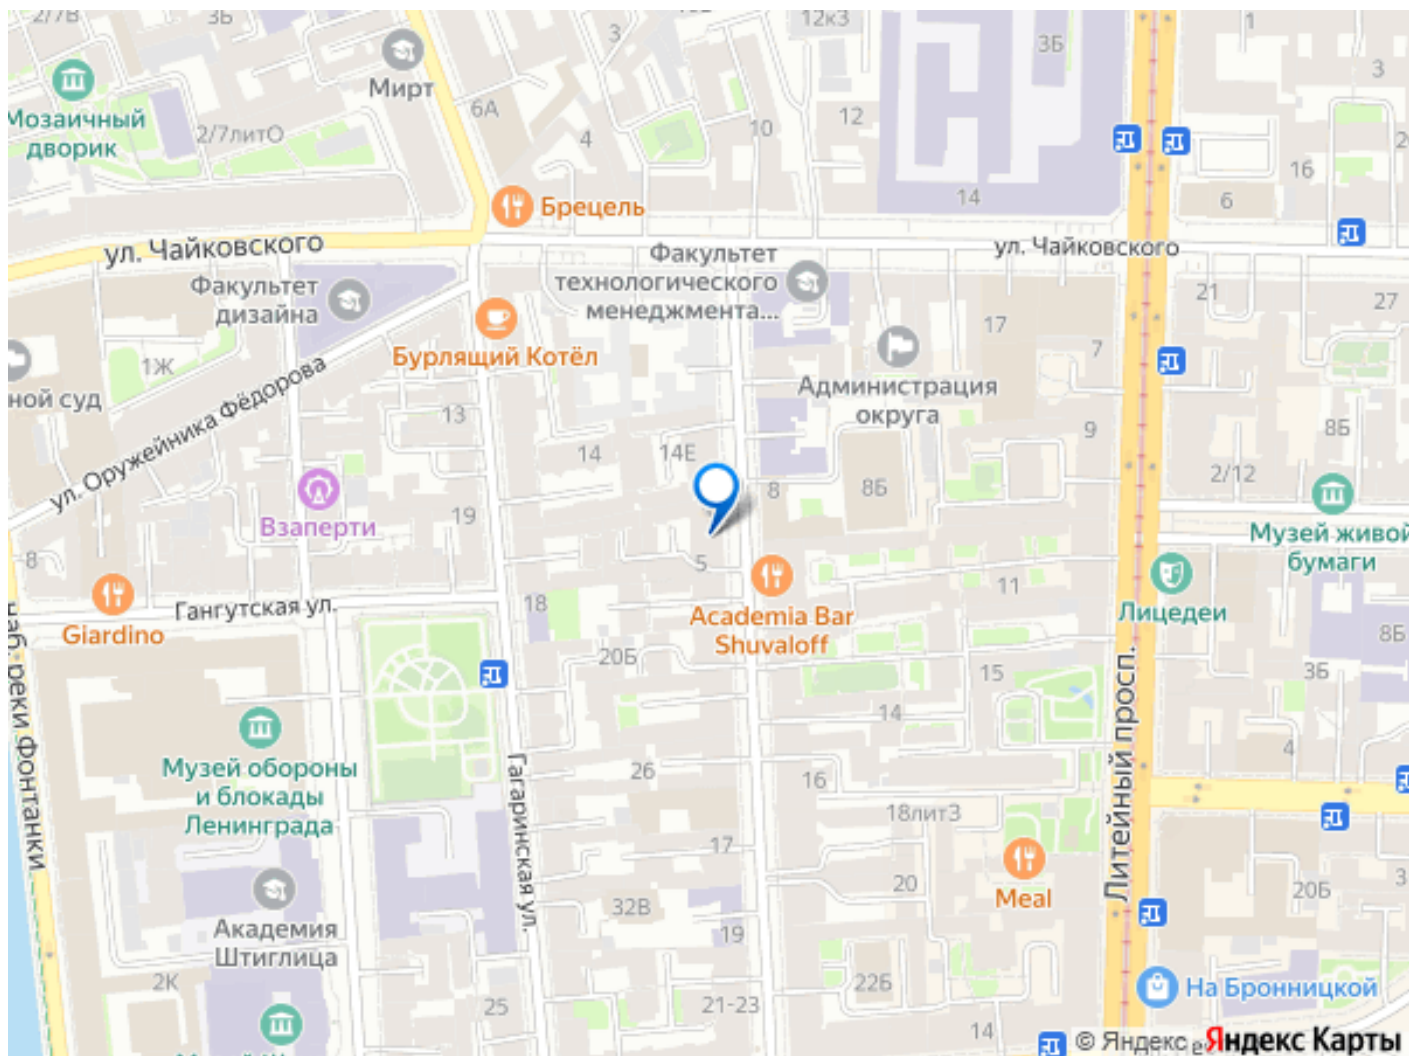 2/7В
3Б
12к3
1
3
3Б
3
Мирт
6А
Мозаичный
дворик
2/7литО
4
10
12
16
14
6
Брецель
ул. Чайковского
Факультет
технологического
менеджмента...
ул. Чайковского
Факультет
дизайна
21
27
17
7
Бурлящий Котёл
1Ж
Администрация
округа
ной суд
ул. Оружейника Фёдорова
13
9
8Б
14
14Е
2/12
8
8Б
Взаперти
19
Музей живой
бумаги
8
5
11
Giardino
Гангутская ул.
18
Academia Bar
Shuvaloff
Лицедеи
8Б
20Б
15
3Б
наб. реки Фонтанки
14
Литейный просп.
4
Музей обороны
и блокады
Ленинграда
Гагаринская ул.
26
16
18лит3
17
Meal
20
20Б
3
32В
Академия
Штиглица
19
2К
22Б
На Бронницкой
25
21-23
14
© Яндекс
Яндекс Карты